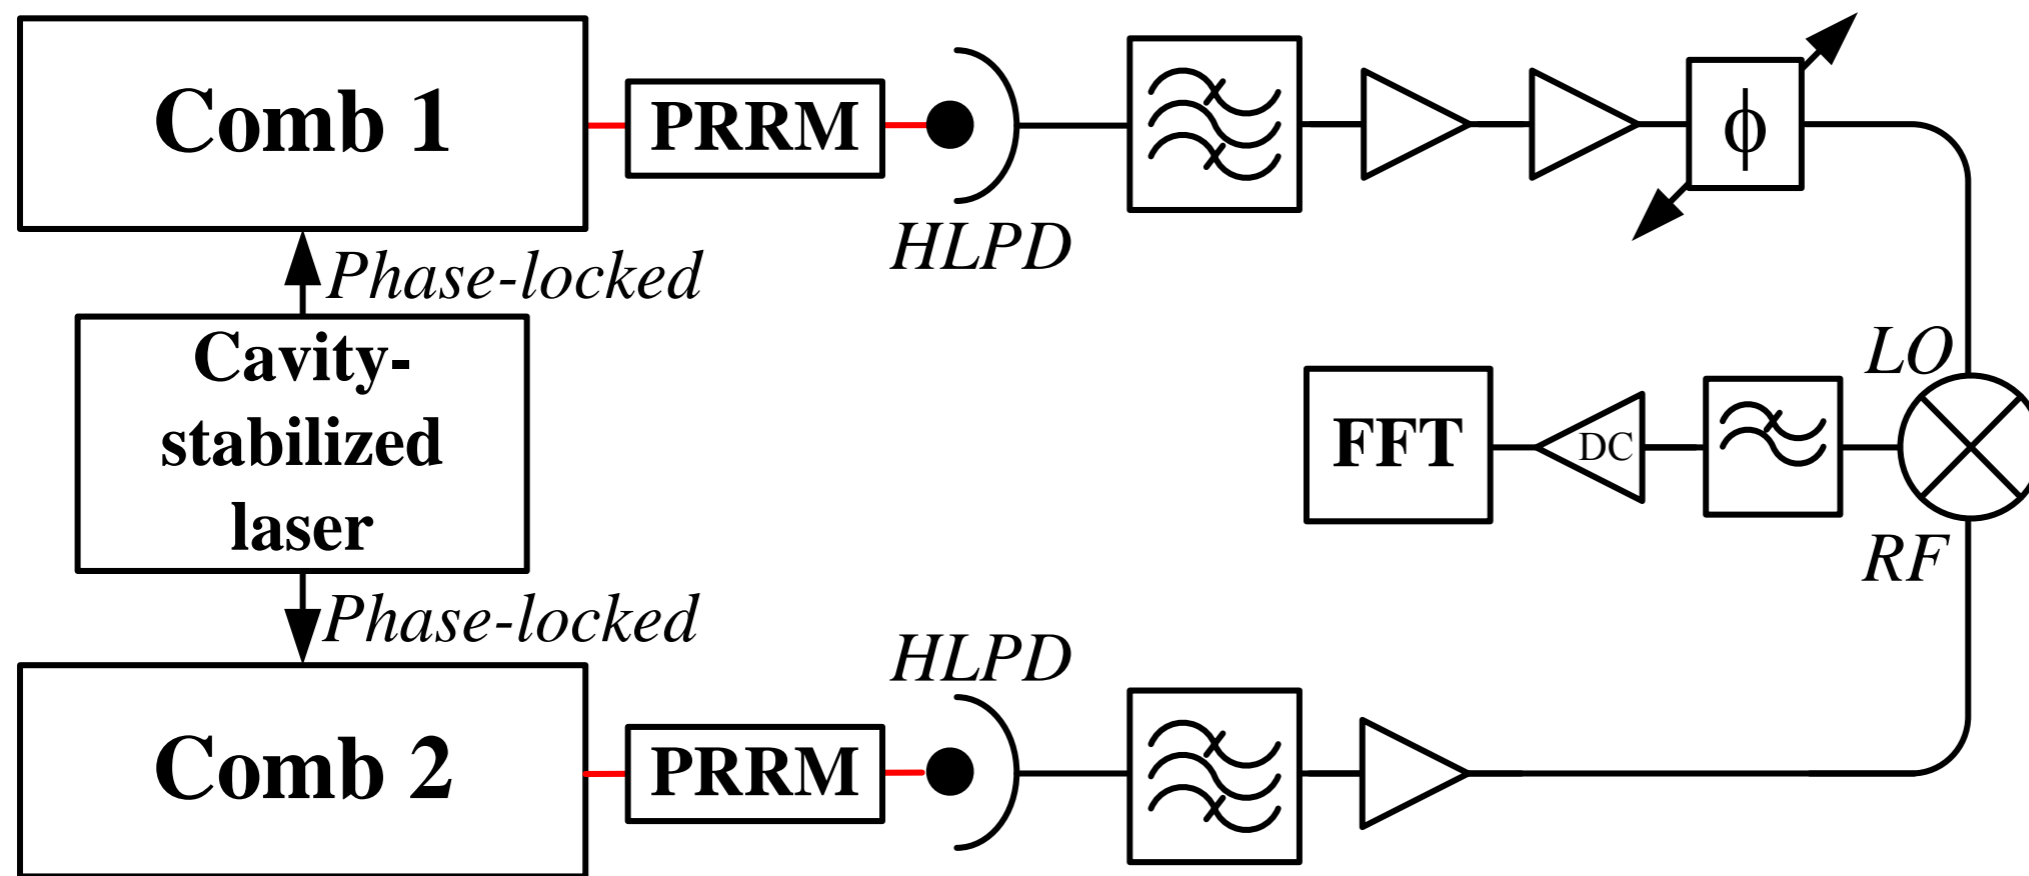 Comb 1
PRRM
HLPD
ϕ
Phase-locked
Cavity-
stabilized
laser
LO
FFT
DC
RF
Phase-locked
HLPD
Comb 2
PRRM